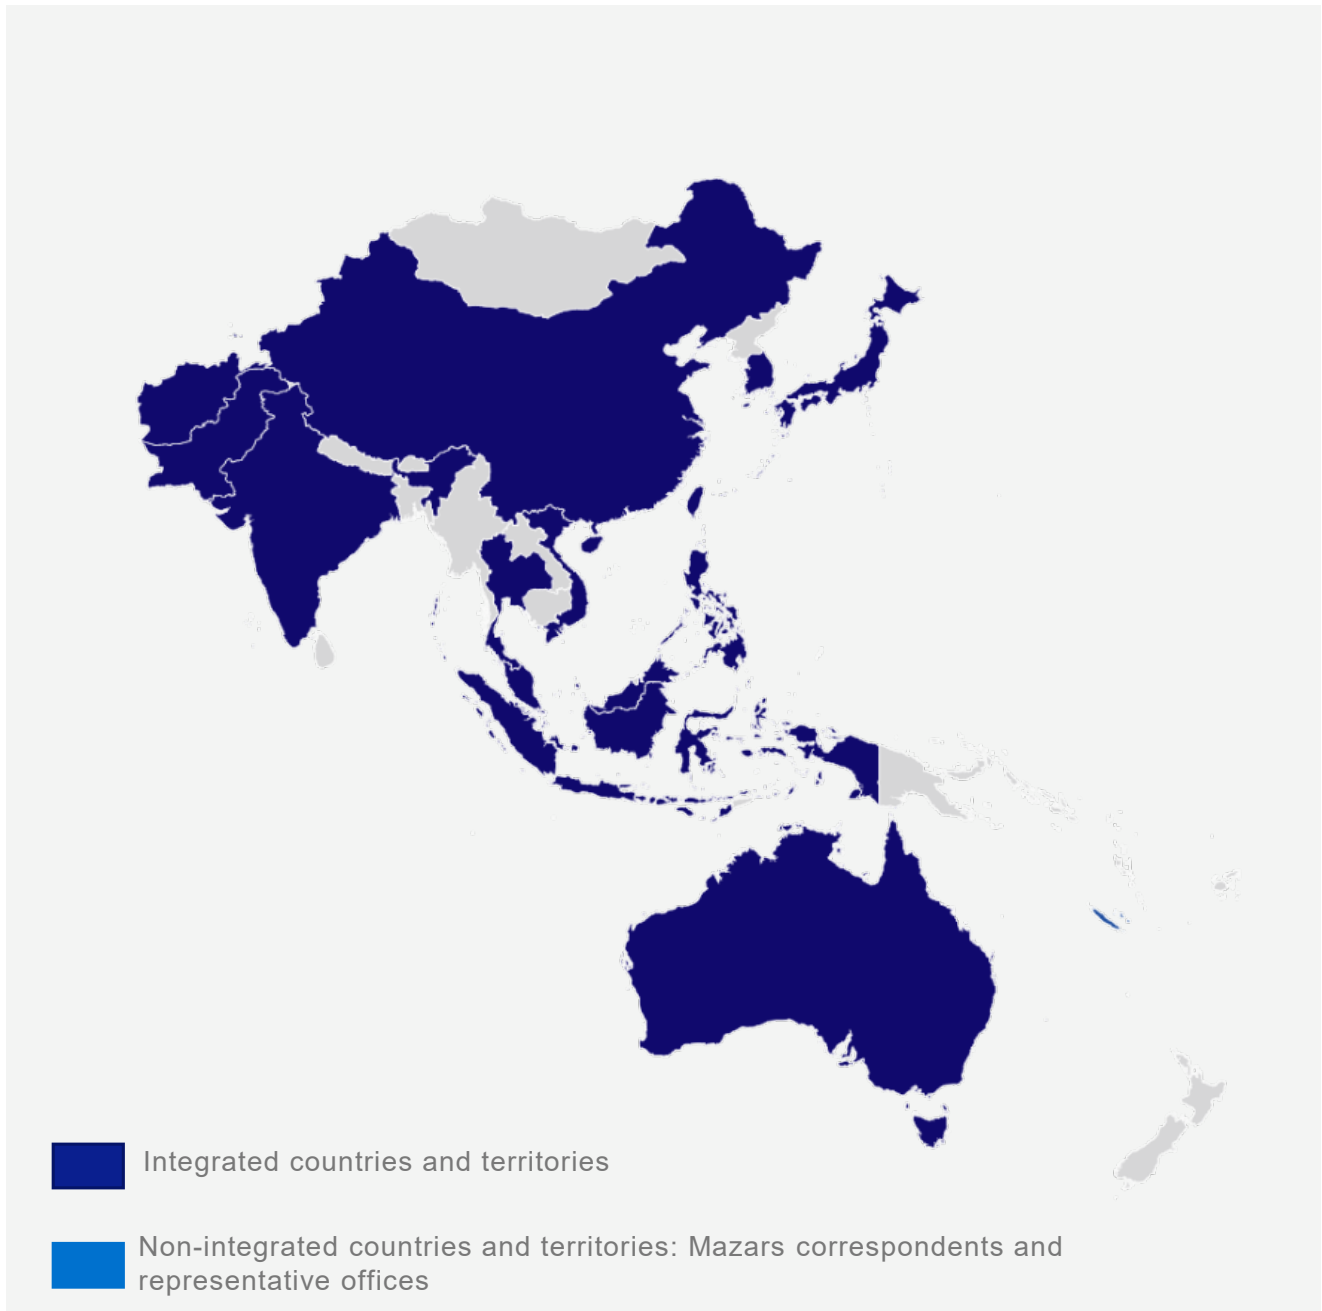 Integrated countries and territories
Non-integrated countries and territories: Mazars correspondents and
representative offices